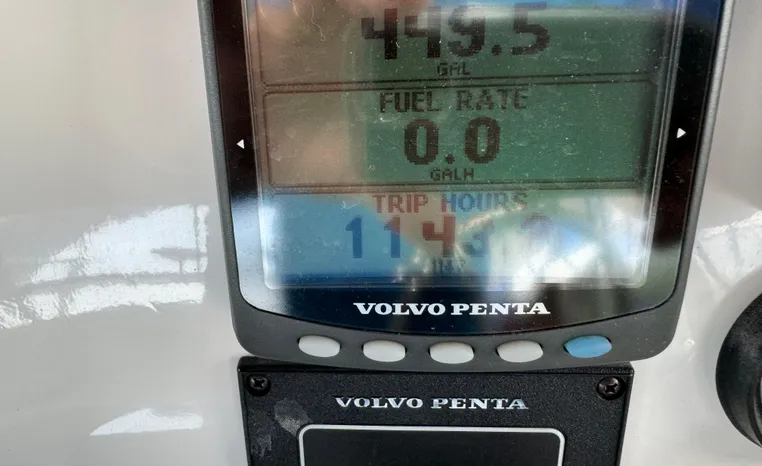 449.5
GAL
FUEL RATE
0.0
GALH
TRIP HOURS
VOLVO PENTA
VOLVO PENTA